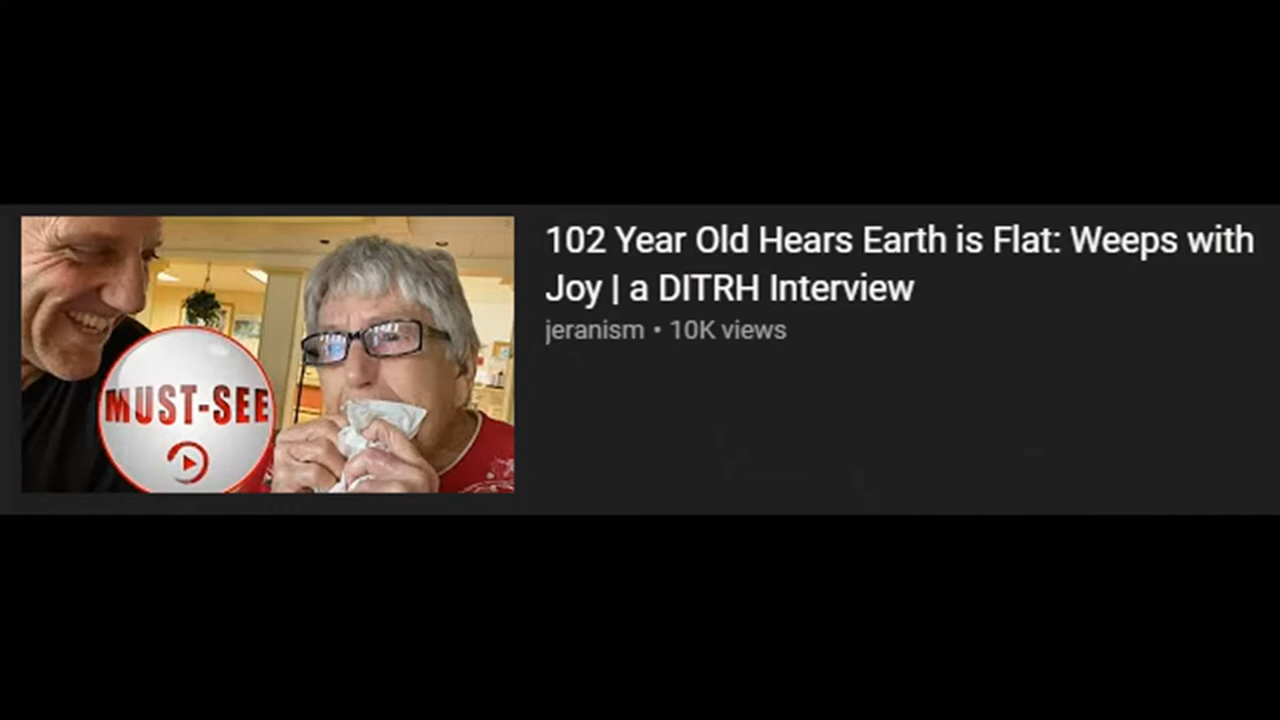 MUST-SEE
102 Year Old Hears Earth is Flat: Weeps with
Joy | a DITRH Interview
jeranism • 10K views